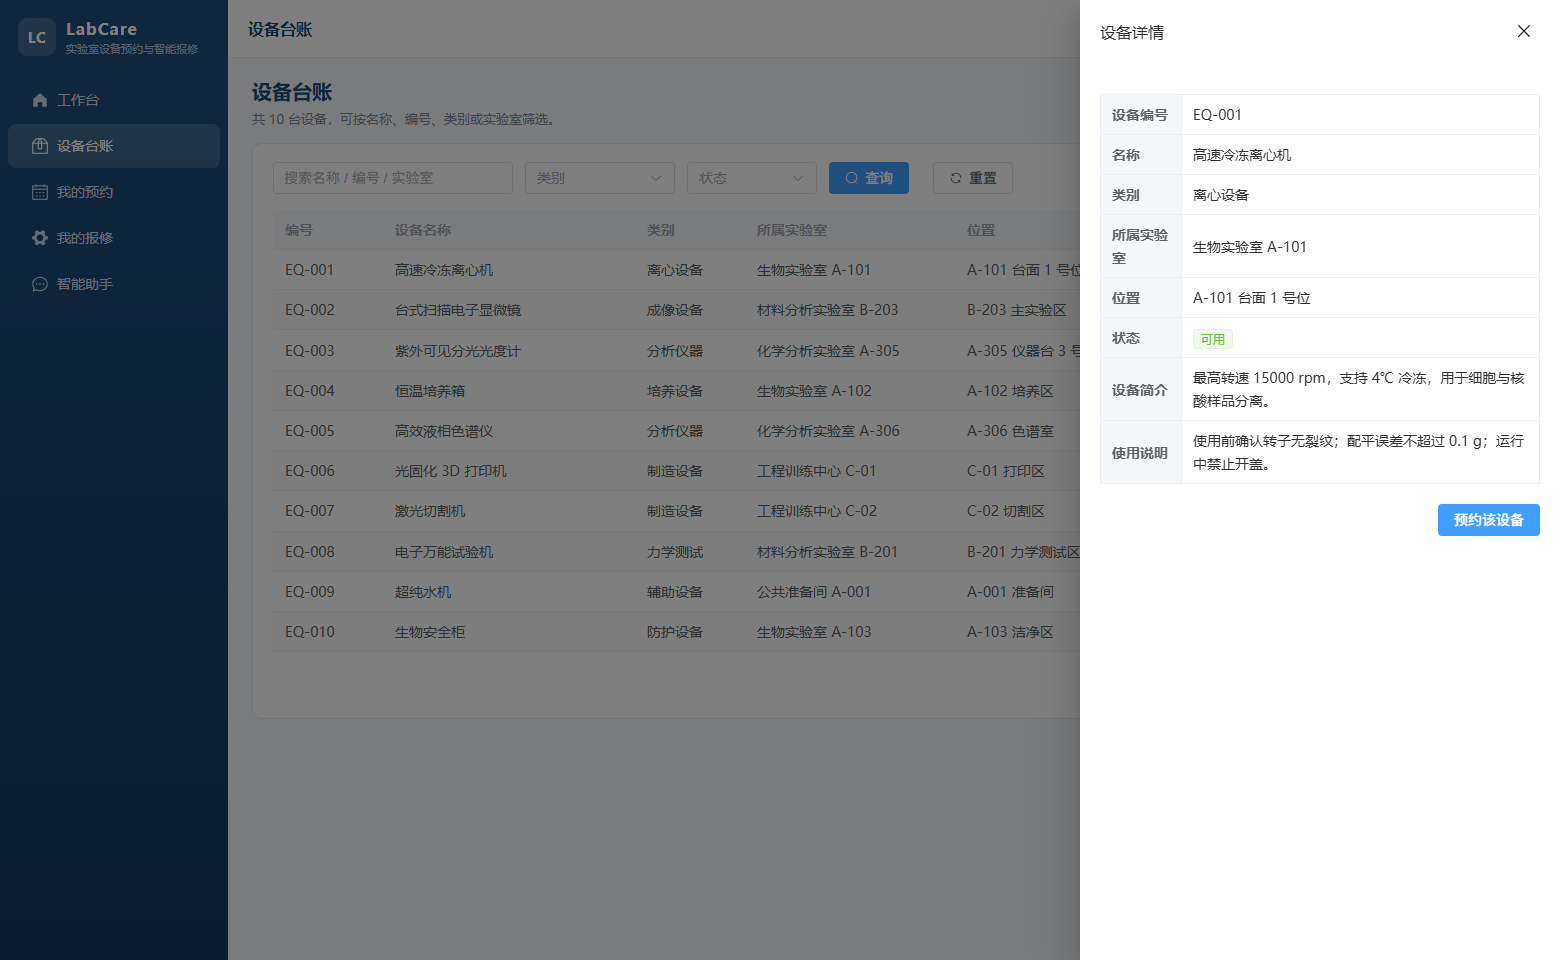 LC
LabCare
实验室设备预约与智能报修
工作台
设备台账
我的预约
我的报修
智能助手
设备台账
设备台账
共 10 台设备，可按名称、编号、类别或实验室筛选。
搜索名称 / 编号 / 实验室 类别 状态 查询 重置
编号 设备名称 类别 所属实验室 位置
EQ-001 高速冷冻离心机 离心设备 生物实验室 A-101 A-101 台面 1 号位
EQ-002 台式扫描电子显微镜 成像设备 材料分析实验室 B-203 B-203 主实验区
EQ-003 紫外可见分光光度计 分析仪器 化学分析实验室 A-305 A-305 仪器台 3 号
EQ-004 恒温培养箱 培养设备 生物实验室 A-102 A-102 培养区
EQ-005 高效液相色谱仪 分析仪器 化学分析实验室 A-306 A-306 色谱室
EQ-006 光固化 3D 打印机 制造设备 工程训练中心 C-01 C-01 打印区
EQ-007 激光切割机 制造设备 工程训练中心 C-02 C-02 切割区
EQ-008 电子万能试验机 力学测试 材料分析实验室 B-201 B-201 力学测试区
EQ-009 超纯水机 辅助设备 公共准备间 A-001 A-001 准备间
EQ-010 生物安全柜 防护设备 生物实验室 A-103 A-103 洁净区
设备详情
设备编号 EQ-001
名称 高速冷冻离心机
类别 离心设备
所属实验
室
生物实验室 A-101
位置 A-101 台面 1 号位
状态 可用
设备简介
最高转速 15000 rpm，支持 4℃ 冷冻，用于细胞与核
酸样品分离。
使用说明
使用前确认转子无裂纹；配平误差不超过 0.1 g；运行
中禁止开盖。
预约该设备